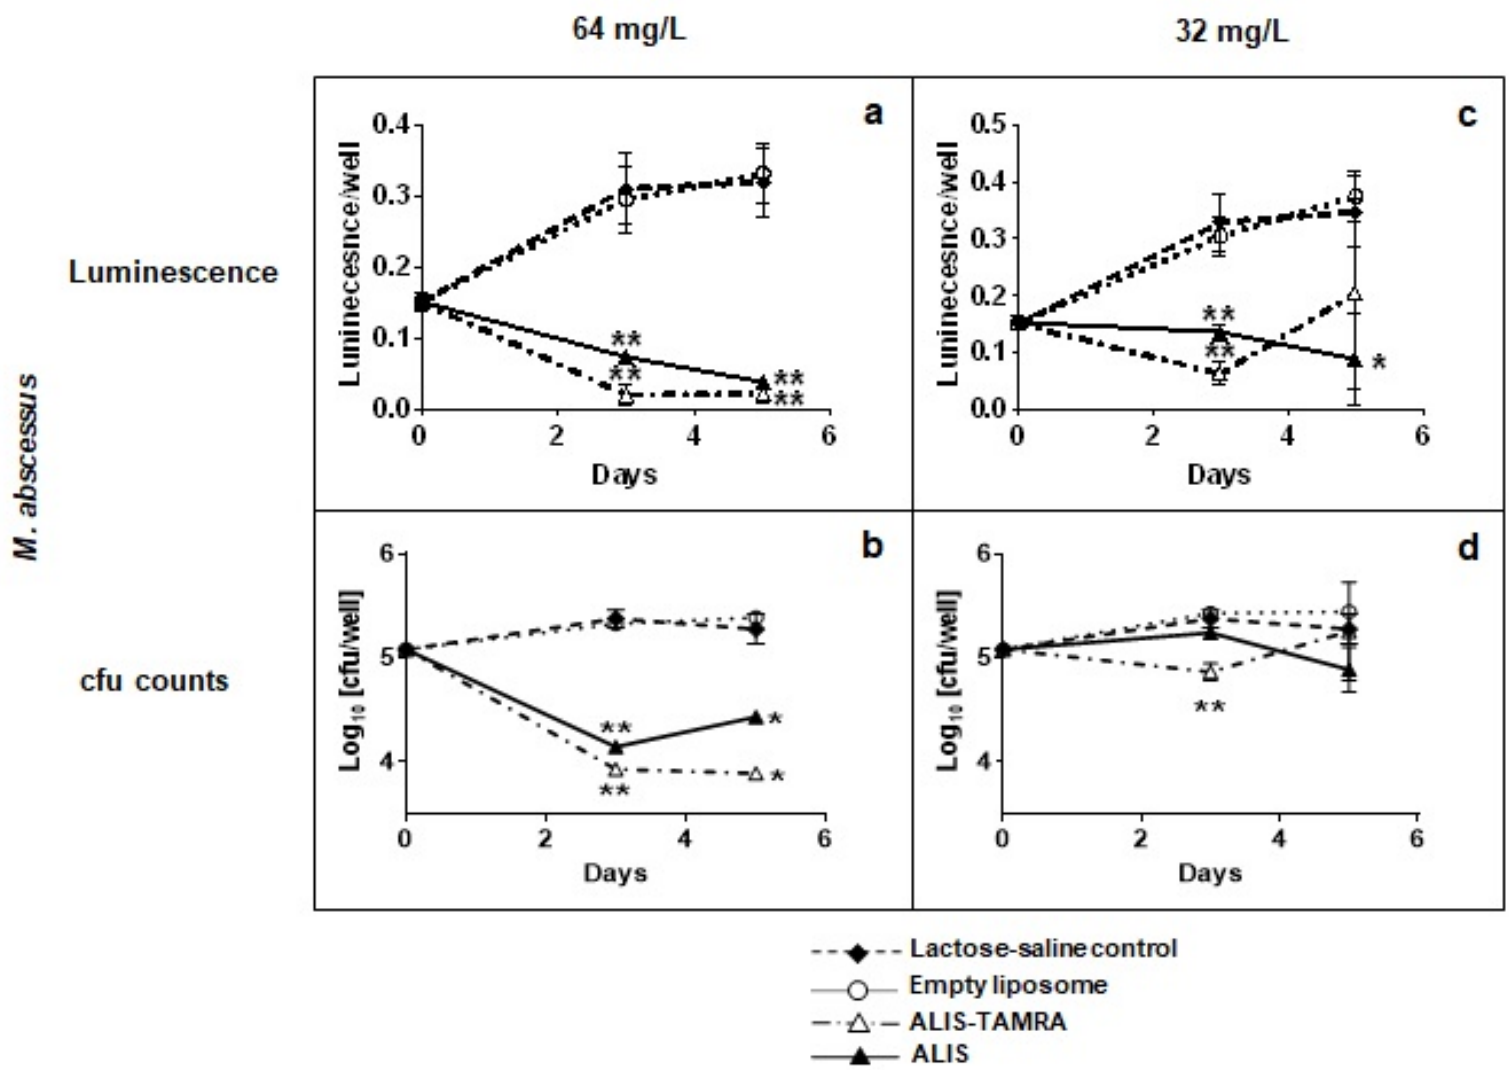 64 mg/L 32 mg/L
Luminescence
M. abscessus
cfu counts
a
Luninecesnce/well
0.4
0.3
0.2
0.1
0.0
** ** ** **
0 2 4 6
Days
c
Luninecesnce/well
0.5
0.4
0.3
0.2
0.1
0.0
** ** *
0 2 4 6
Days
b
Log10 [cfu/well]
6
5
4
** ** * *
0 2 4 6
Days
d
Log10 [cfu/well]
6
5
4
**
0 2 4 6
Days
Lactose-saline control
Empty liposome
ALIS-TAMRA
ALIS